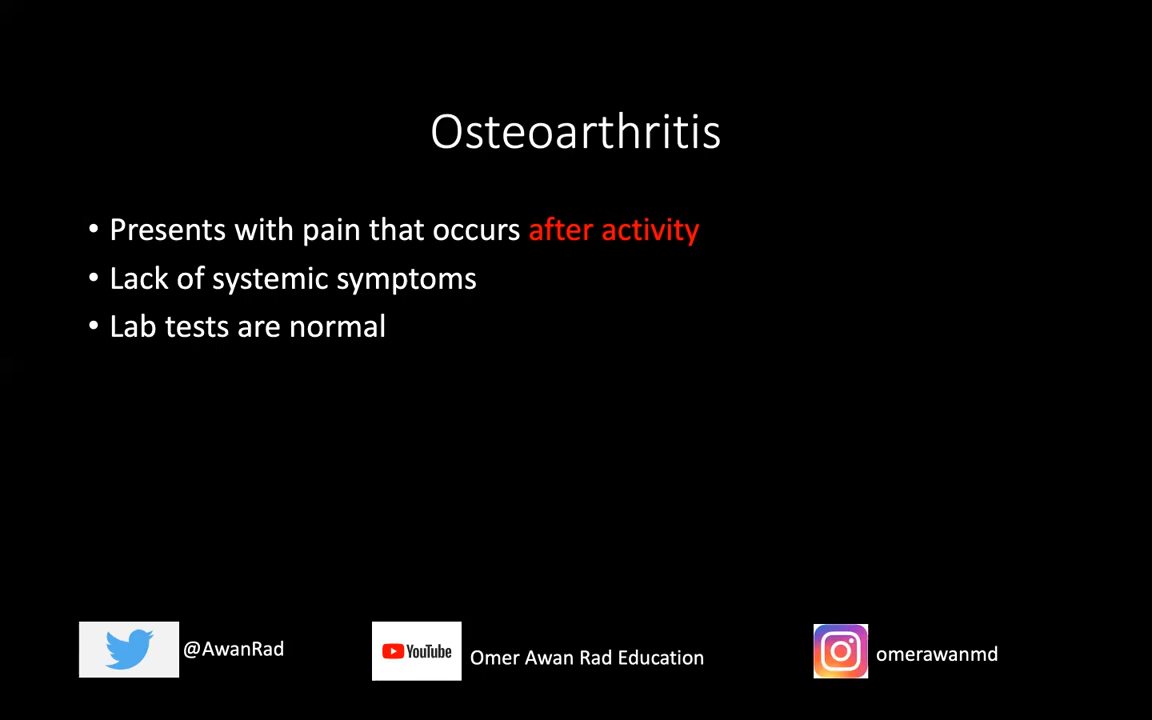 Osteoarthritis
• Presents with pain that occurs after activity
• Lack of systemic symptoms
• Lab tests are normal
@AwanRad
YouTube
Omer Awan Rad Education
omerawanmd